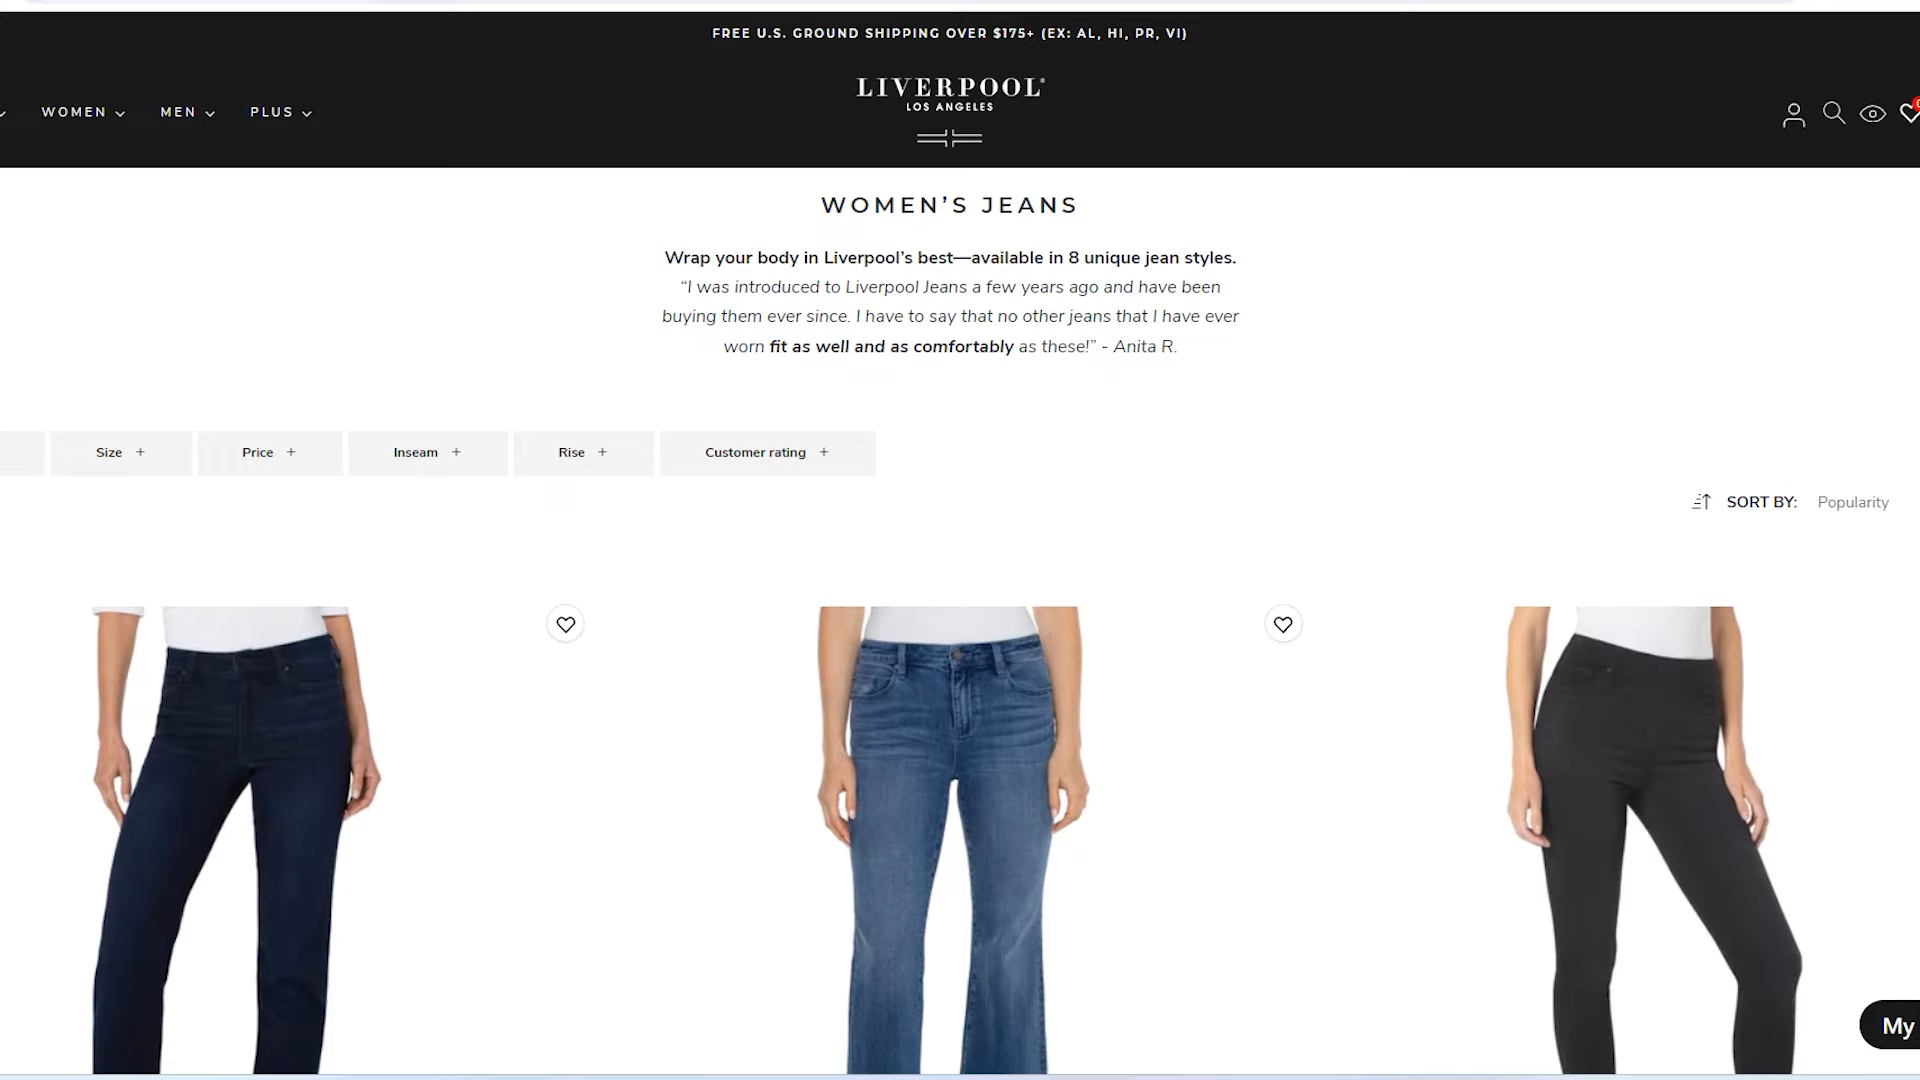 FREE U.S. GROUND SHIPPING OVER $175+ (EX: AL, HI, PR, VI)
LIVERPOOL®
LOS ANGELES
WOMEN
MEN
PLUS
WOMEN’S JEANS
Wrap your body in Liverpool’s best—available in 8 unique jean styles.
“I was introduced to Liverpool Jeans a few years ago and have been
buying them ever since. I have to say that no other jeans that I have ever
worn fit as well and as comfortably as these!” - Anita R.
Size +
Price +
Inseam +
Rise +
Customer rating +
SORT BY: Popularity
My